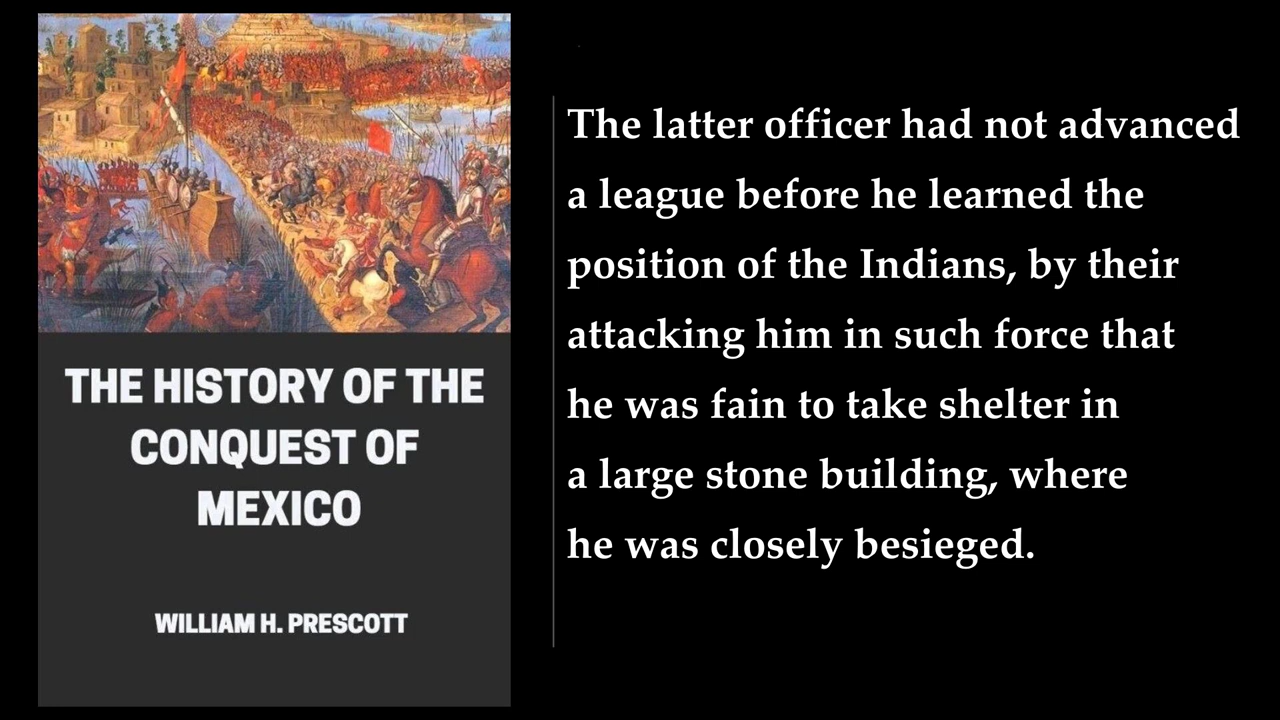 THE HISTORY OF THE
CONQUEST OF
MEXICO
WILLIAM H. PRESCOTT
The latter officer had not advanced
a league before he learned the
position of the Indians, by their
attacking him in such force that
he was fain to take shelter in
a large stone building, where
he was closely besieged.